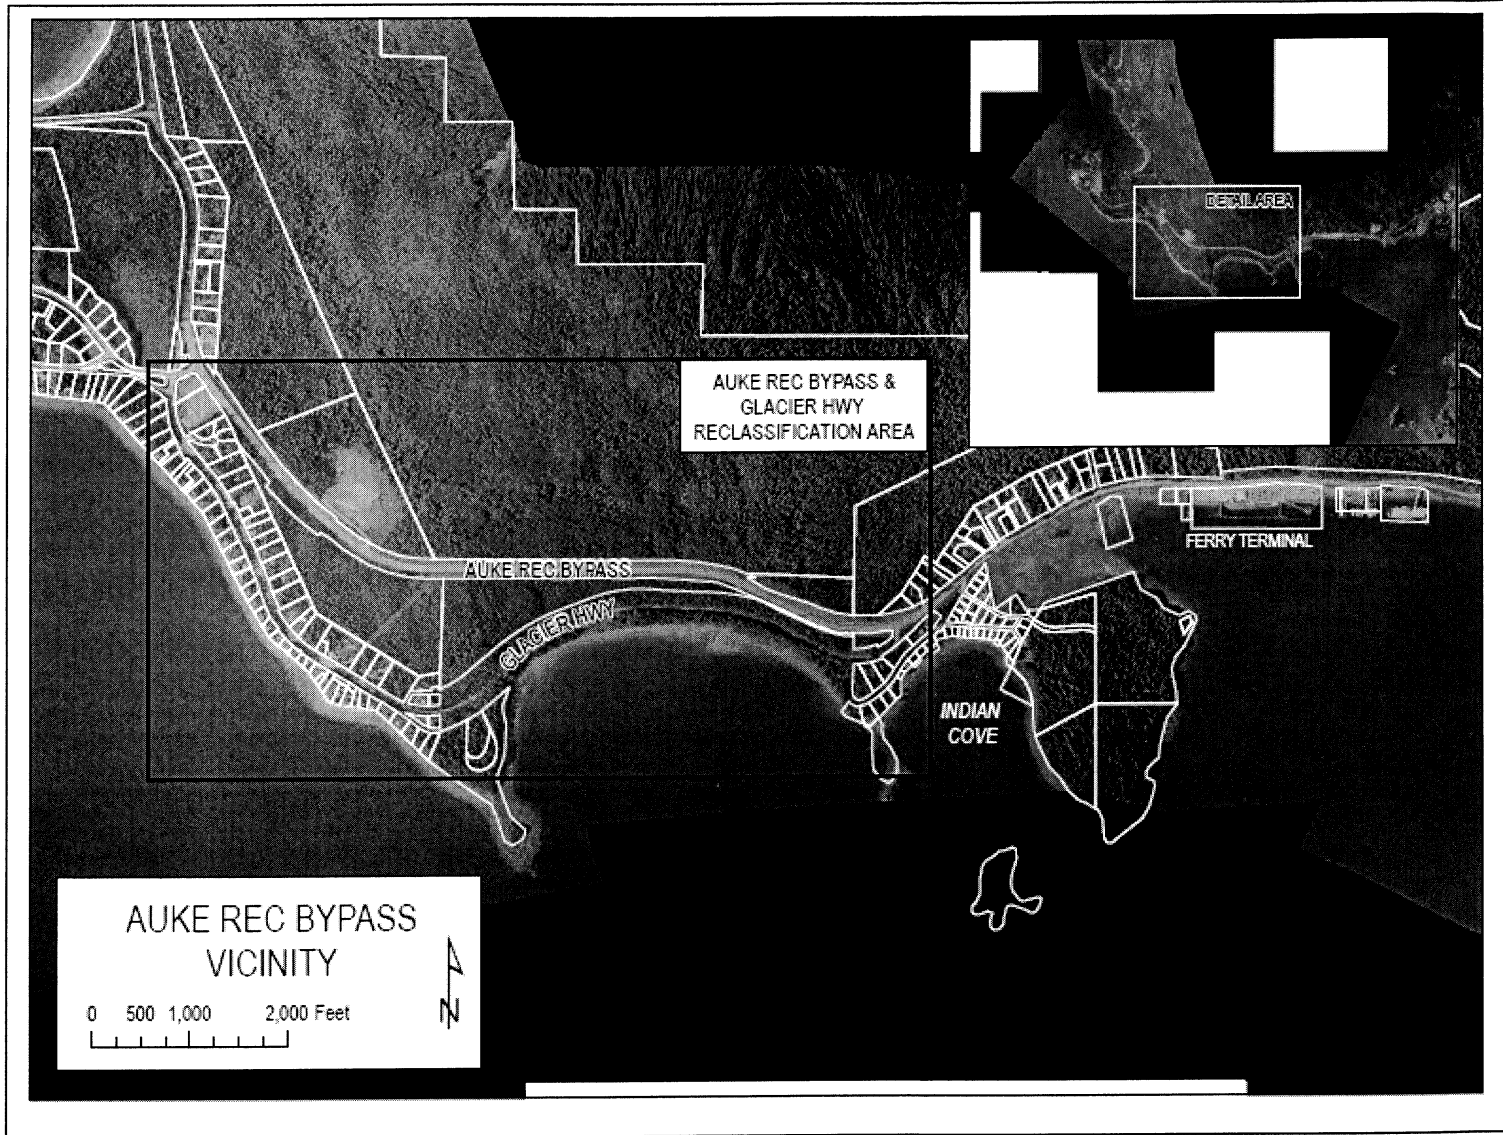 DETAIL AREA
AUKE REC BYPASS &
GLACIER HWY
RECLASSIFICATION AREA
FERRY TERMINAL
AUKE REC BYPASS
GLACIER HWY
INDIAN
COVE
AUKE REC BYPASS
VICINITY
0 500 1,000 2,000 Feet
N